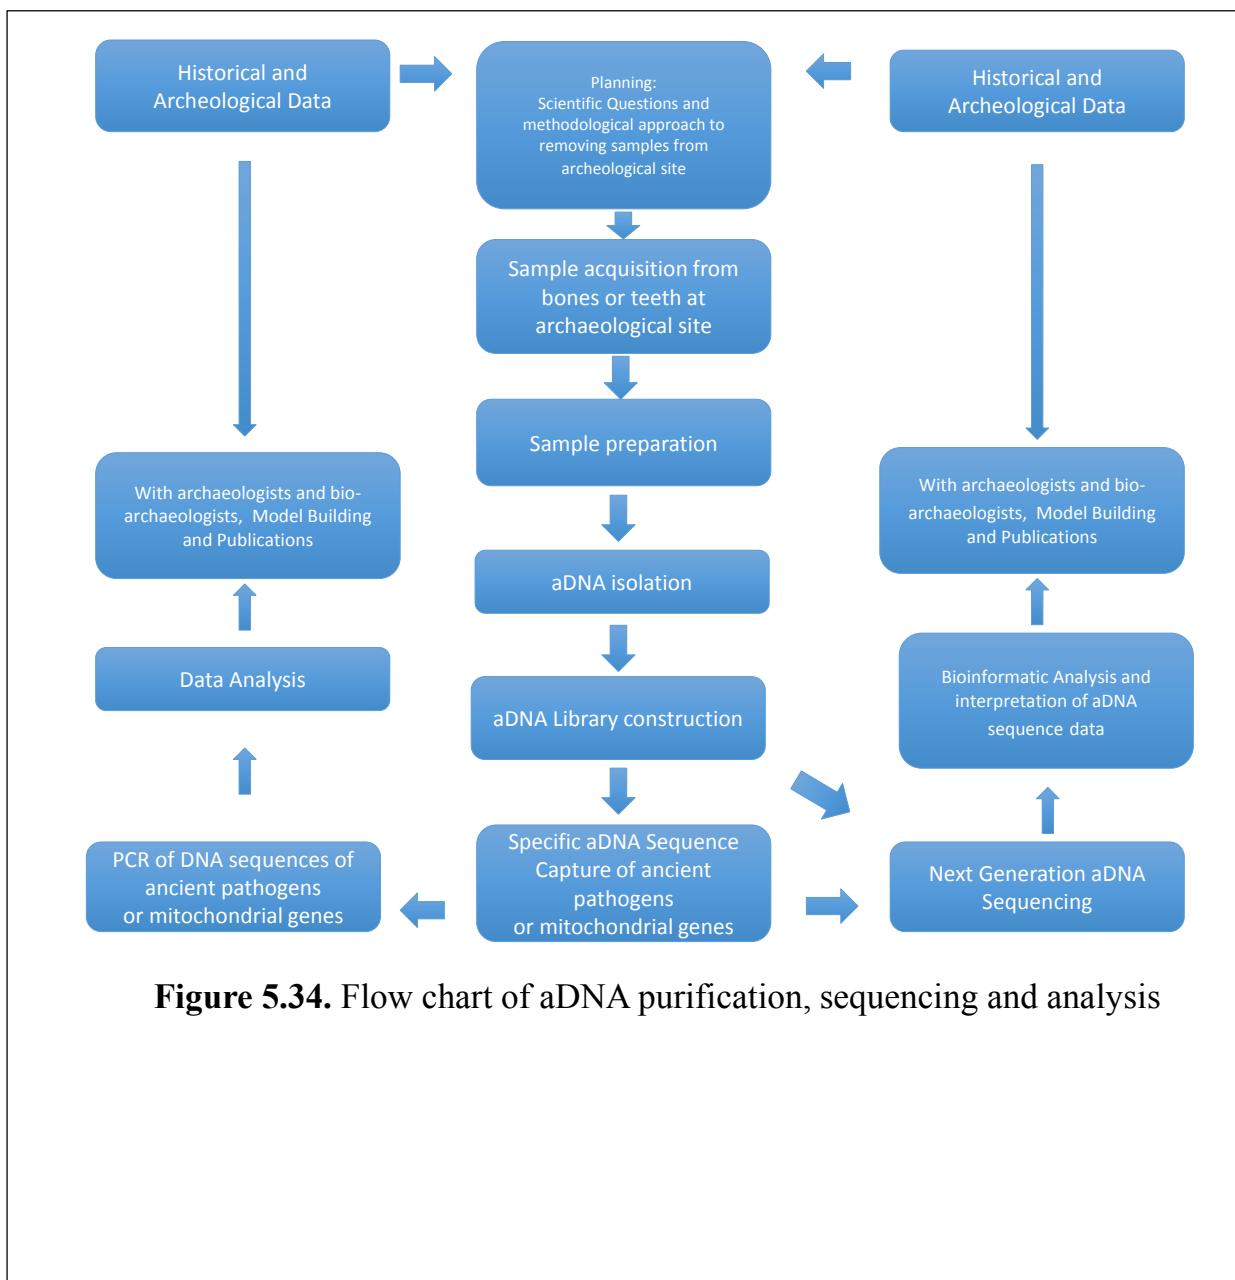 Historical and
Archeological Data
Planning:
Scientific Questions and
methodological approach to
removing samples from
archeological site
Historical and
Archeological Data
Sample acquisition from
bones or teeth at
archaeological site
Sample preparation
With archaeologists and bio-
archaeologists, Model Building
and Publications
With archaeologists and bio-
archaeologists, Model Building
and Publications
aDNA isolation
Data Analysis
aDNA Library construction
Bioinformatic Analysis and
interpretation of aDNA
sequence data
PCR of DNA sequences of
ancient pathogens
or mitochondrial genes
Specific aDNA Sequence
Capture of ancient
pathogens
or mitochondrial genes
Next Generation aDNA
Sequencing
Figure 5.34. Flow chart of aDNA purification, sequencing and analysis